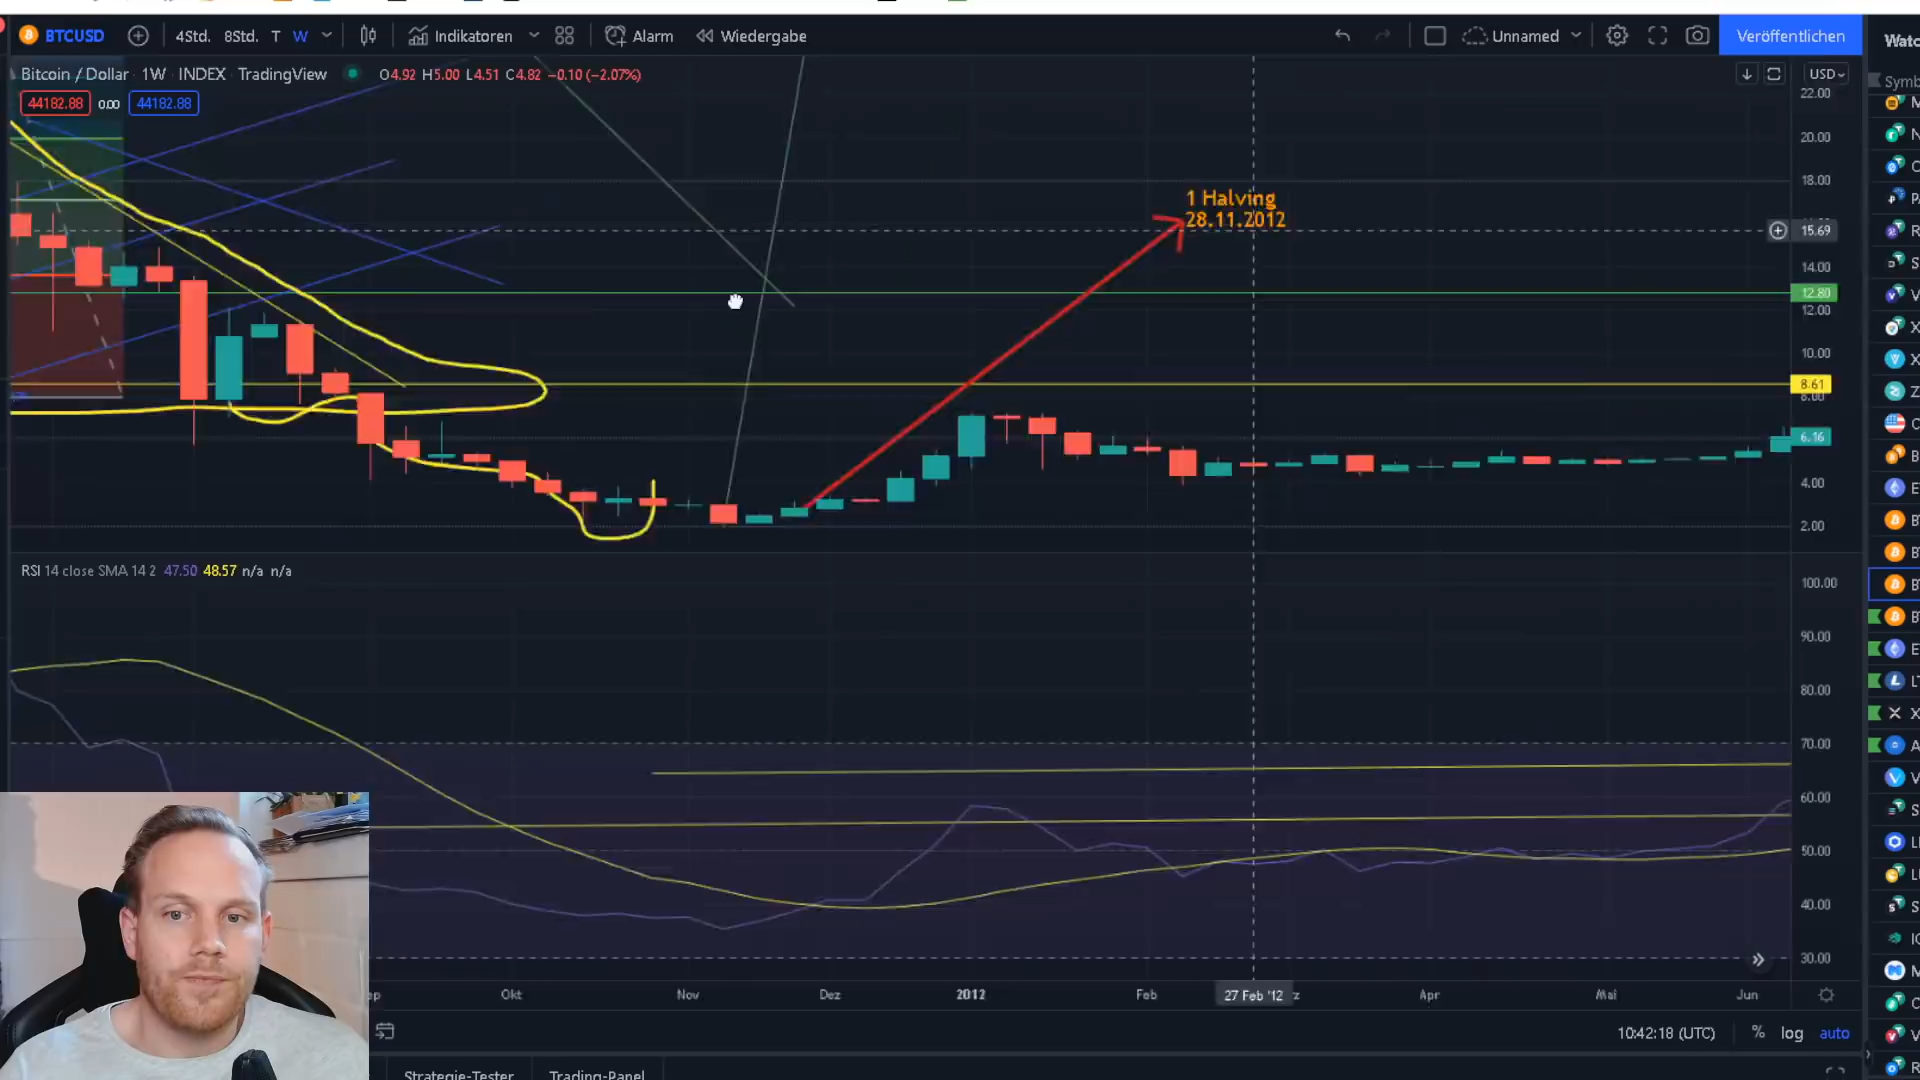 BTCUSD
4Std. 8Std. T W
Indikatoren
Alarm
Wiedergabe
Unnamed
Veröffentlichen
Bitcoin / Dollar · 1W · INDEX · TradingView
O4.92 H5.00 L4.51 C4.82 −0.10 (−2.07%)
USD
44182.88 0.00 44182.88
Symb
22.00
20.00
18.00
1 Halving
28.11.2012
15.69
14.00
12.80
12.00
10.00
8.61
8.00
6.16
4.00
2.00
RSI 14 close SMA 14 2 47.50 48.57 n/a n/a
100.00
90.00
80.00
70.00
60.00
50.00
40.00
30.00
Okt Nov Dez 2012 Feb 27 Feb '12 Apr Mai Jun
10:42:18 (UTC) % log auto
Strategie-Tester Trading-Panel